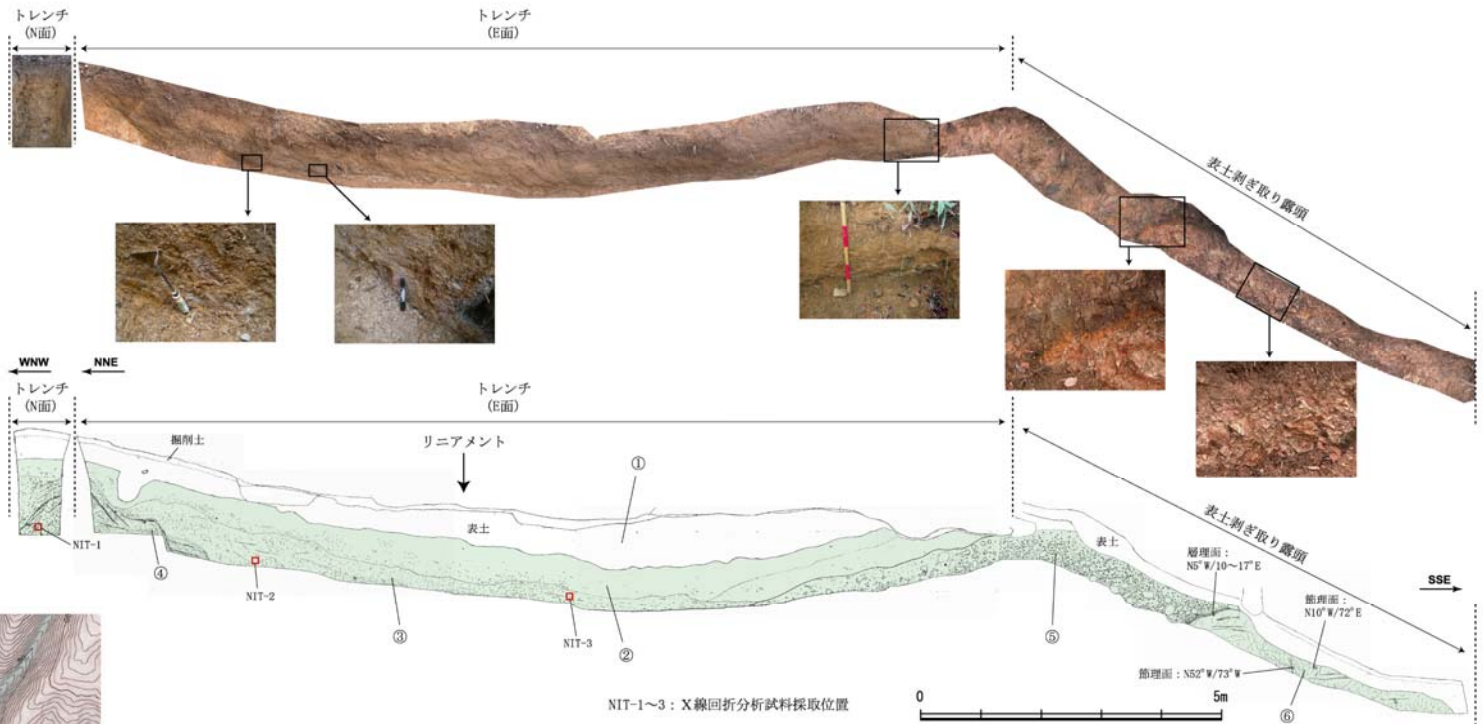 トレンチ
(N面)
トレンチ
(E面)
表土剥ぎ取り露頭
WNW
NNE
トレンチ
(N面)
トレンチ
(E面)
掘削土
リニアメント
①
表土
表土
表土剥ぎ取り露頭
層理面：
N5°W/10～17°E
SSE
節理面：
N10°W/72°E
NIT-1
④
NIT-2
③
NIT-3
②
⑤
節理面：N52°W/73°W
⑥
NIT-1～3：X線回折分析試料採取位置
0
5m